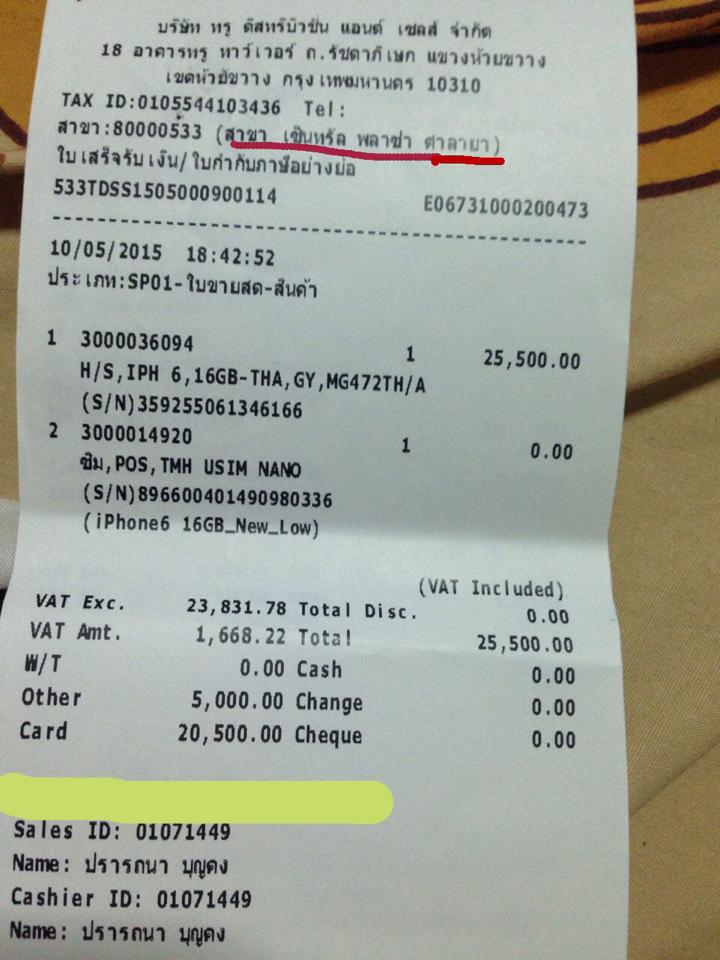 บริษัท ทรู ดิสทริบิวชั่น แอนด์ เซลส์ จำกัด
18 อาคารทรู ทาว์เวอร์ ถ.รัชดาภิเษก แขวงห้วยขวาง
เขตห้วยขวาง กรุงเทพมหานคร 10310
TAX ID:0105544103436 Tel:
สาขา:80000533 (สาขา เซ็นทรัล พลาซ่า ศาลายา)
ใบเสร็จรับเงิน/ใบกำกับภาษีอย่างย่อ
533TDSS1505000900114 E06731000200473
10/05/2015 18:42:52
ประเภท:SP01-ใบขายสด-สินค้า
1 3000036094 1 25,500.00
H/S,IPH 6,16GB-THA,GY,MG472TH/A
(S/N)359255061346166
2 3000014920 1 0.00
ซิม,POS,TMH USIM NANO
(S/N)896600401490980336
(iPhone6 16GB_New_Low)
(VAT Included)
VAT Exc. 23,831.78 Total Disc. 0.00
VAT Amt. 1,668.22 Total 25,500.00
W/T 0.00 Cash 0.00
Other 5,000.00 Change 0.00
Card 20,500.00 Cheque 0.00
Sales ID: 01071449
Name: ปรารถนา บุญคง
Cashier ID: 01071449
Name: ปรารถนา บุญคง